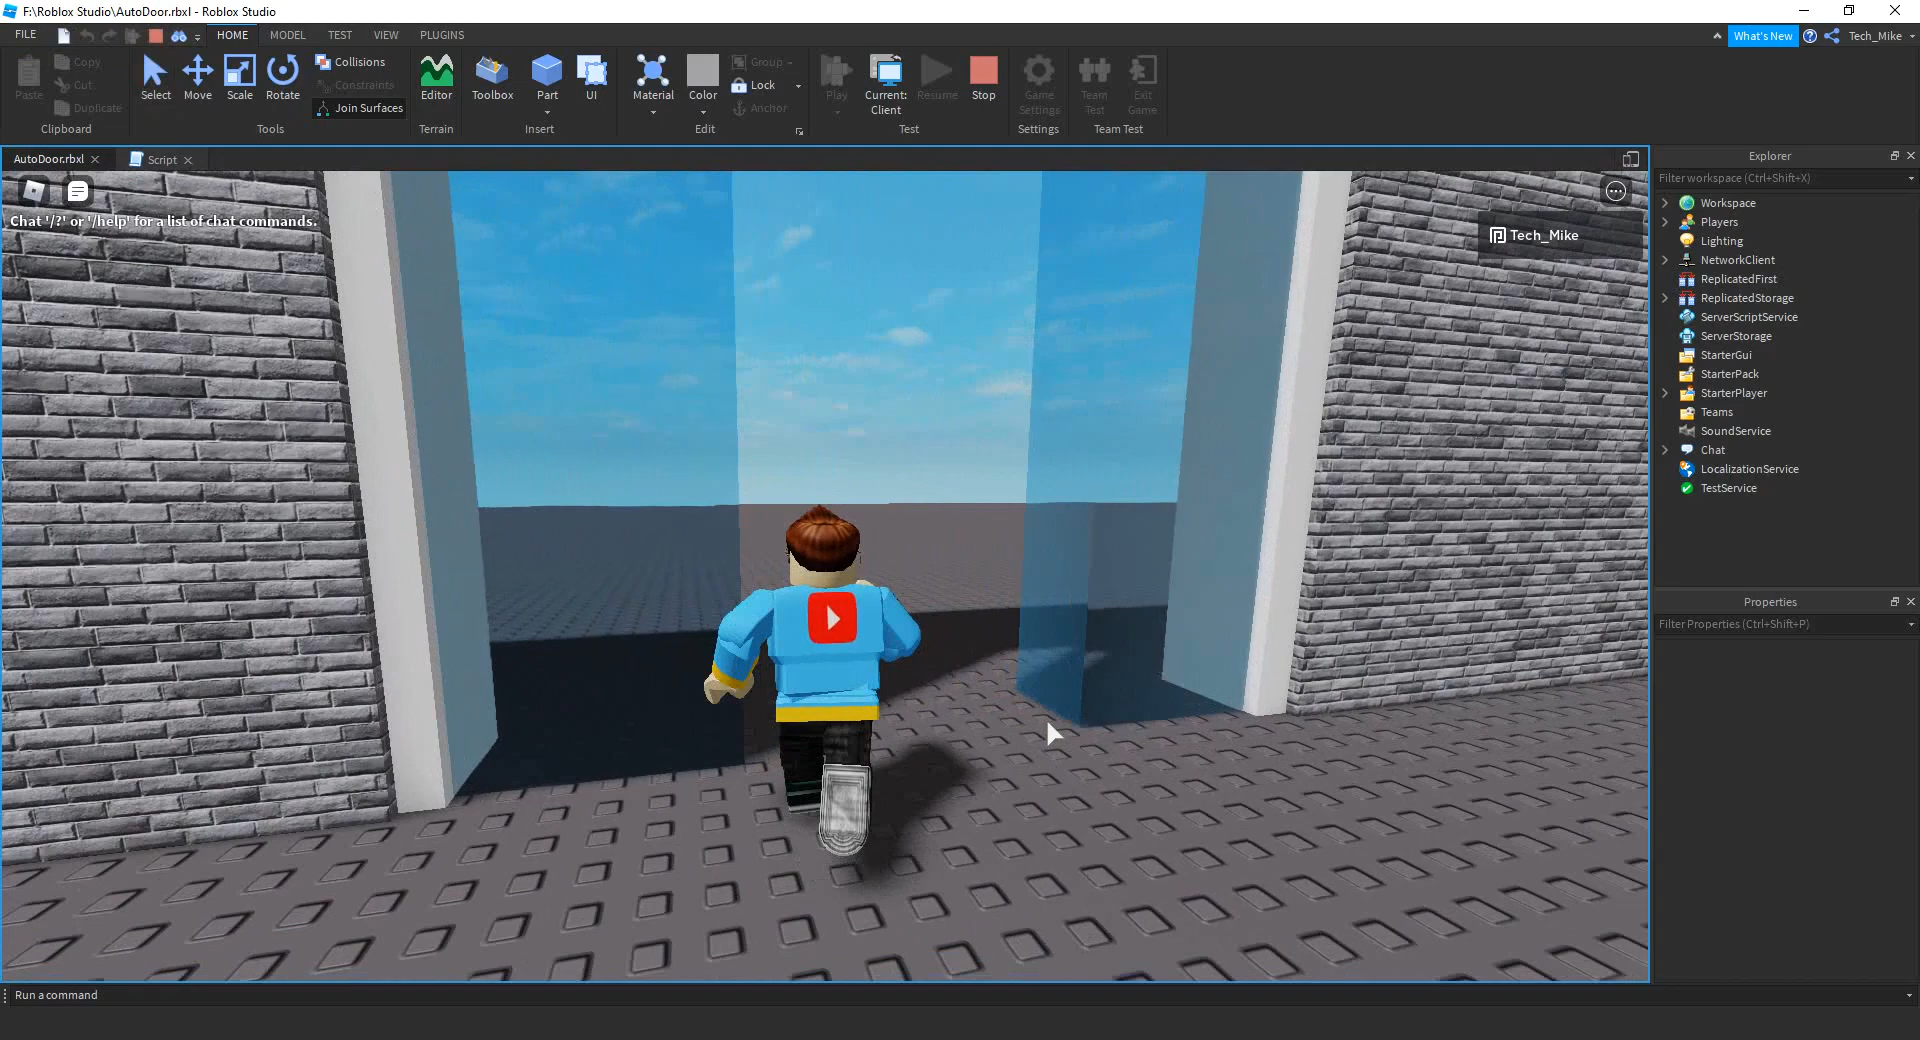 F:\Roblox Studio\AutoDoor.rbxl - Roblox Studio
FILE HOME MODEL TEST VIEW PLUGINS What's New Tech_Mike
Paste
Copy
Cut
Duplicate
Clipboard
Select
Move
Scale
Rotate
Collisions
Constraints
Join Surfaces
Tools
Editor
Terrain
Toolbox
Part
UI
Insert
Material
Color
Group
Lock
Anchor
Edit
Play
Current:
Client
Resume
Stop
Test
Game
Settings
Settings
Team
Test
Exit
Game
Team Test
AutoDoor.rbxl
Script
Chat '/?' or '/help' for a list of chat commands.
Tech_Mike
Explorer
Filter workspace (Ctrl+Shift+X)
Workspace
Players
Lighting
NetworkClient
ReplicatedFirst
ReplicatedStorage
ServerScriptService
ServerStorage
StarterGui
StarterPack
StarterPlayer
Teams
SoundService
Chat
LocalizationService
TestService
Properties
Filter Properties (Ctrl+Shift+P)
Run a command